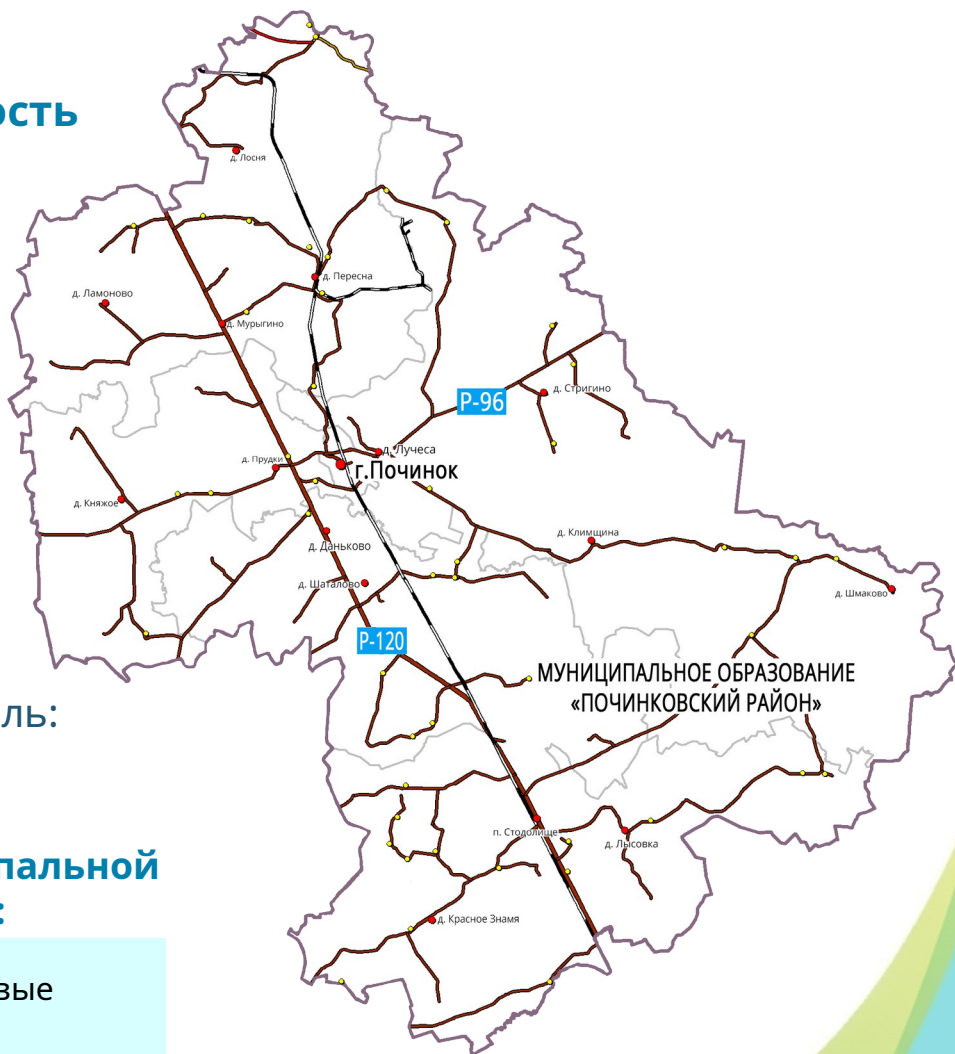 ость
д. Лосня
д. Пересна
д. Ламоново
д. Мурыгино
Р-96
д. Стригино
д. Лучеса
д. Прудки
г.Починок
д. Княжое
д. Климщина
д. Даньково
д. Шаталово
д. Шмаково
Р-120
МУНИЦИПАЛЬНОЕ ОБРАЗОВАНИЕ
«ПОЧИНКОВСКИЙ РАЙОН»
ль:
п. Стодолище
д. Лысовка
пальной
:
д. Красное Знамя
вые